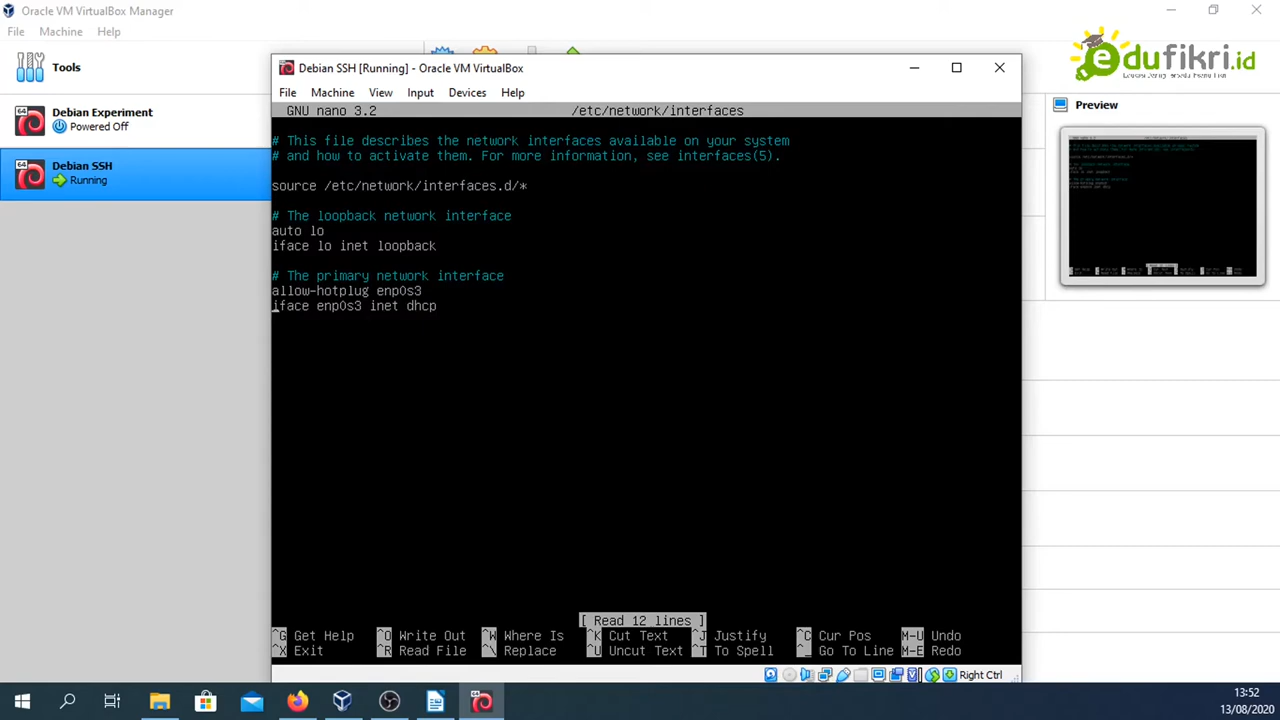 Oracle VM VirtualBox Manager
File Machine Help
Tools
Debian Experiment
Powered Off
Debian SSH
Running
Debian SSH [Running] - Oracle VM VirtualBox
File Machine View Input Devices Help
GNU nano 3.2 /etc/network/interfaces
# This file describes the network interfaces available on your system
# and how to activate them. For more information, see interfaces(5).
source /etc/network/interfaces.d/*
# The loopback network interface
auto lo
iface lo inet loopback
# The primary network interface
allow-hotplug enp0s3
iface enp0s3 inet dhcp
[ Read 12 lines ]
^G Get Help ^O Write Out ^W Where Is ^K Cut Text ^J Justify ^C Cur Pos M-U Undo
^X Exit ^R Read File ^\ Replace ^U Uncut Text ^T To Spell ^_ Go To Line M-E Redo
Right Ctrl
edufikri.id
Preview
13:52
13/08/2020